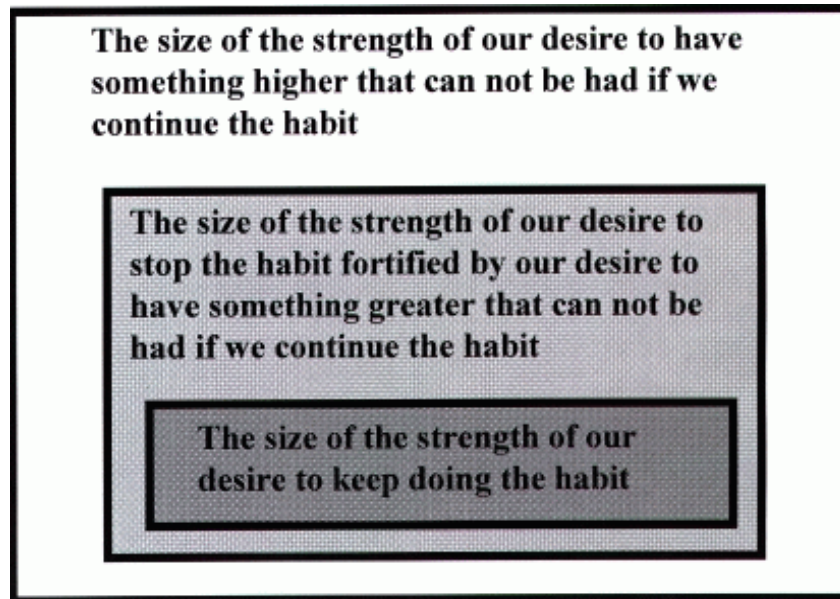 The size of the strength of our desire to have
something higher that can not be had if we
continue the habit
The size of the strength of our desire to
stop the habit fortified by our desire to
have something greater that can not be
had if we continue the habit
The size of the strength of our
desire to keep doing the habit